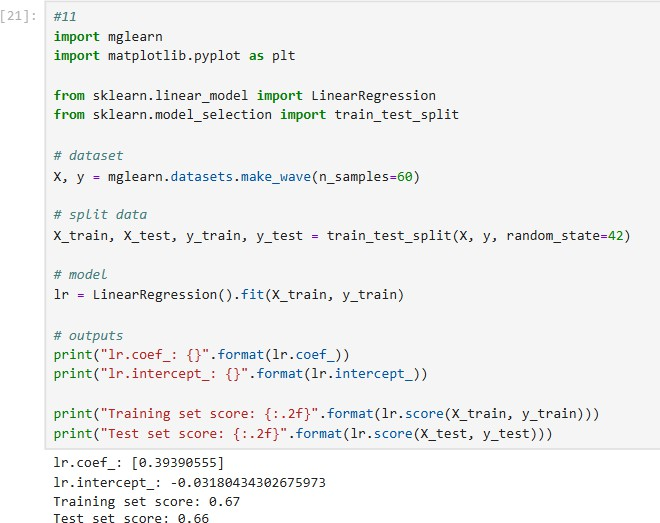 [21]:
#11
import mglearn
import matplotlib.pyplot as plt
from sklearn.linear_model import LinearRegression
from sklearn.model_selection import train_test_split
# dataset
X, y = mglearn.datasets.make_wave(n_samples=60)
# split data
X_train, X_test, y_train, y_test = train_test_split(X, y, random_state=42)
# model
lr = LinearRegression().fit(X_train, y_train)
# outputs
print("lr.coef_: {}".format(lr.coef_))
print("lr.intercept_: {}".format(lr.intercept_))
print("Training set score: {:.2f}".format(lr.score(X_train, y_train)))
print("Test set score: {:.2f}".format(lr.score(X_test, y_test)))
lr.coef_: [0.39390555]
lr.intercept_: -0.03180434302675973
Training set score: 0.67
Test set score: 0.66